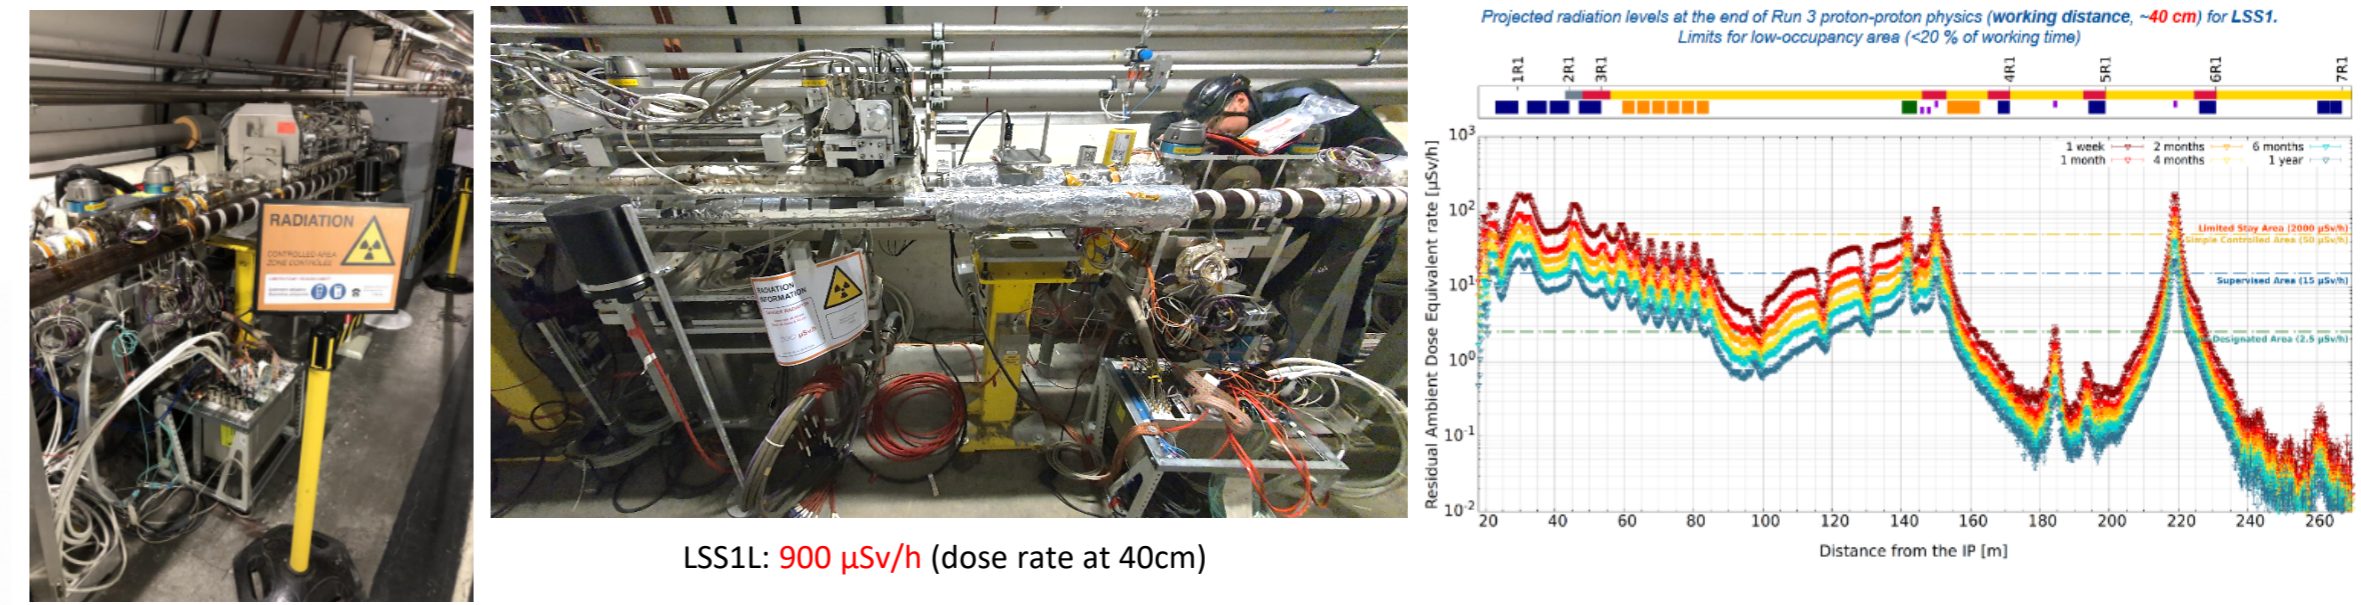 RADIATION
CONTROLLED AREA
ZONE CONTRÔLÉE
RADIATION
INFORMATION
µSv/h
LSS1L: 900 µSv/h (dose rate at 40cm)
Projected radiation levels at the end of Run 3 proton-proton physics (working distance, ~40 cm) for LSS1.
Limits for low-occupancy area (<20 % of working time)
1R1 2R1 3R1 4R1 5R1 6R1 7R1
1 week 2 months 6 months
1 month 4 months 1 year
Limited Stay Area (2000 µSv/h)
Simple Controlled Area (50 µSv/h)
Supervised Area (15 µSv/h)
Designated Area (2.5 µSv/h)
Residual Ambient Dose Equivalent rate [µSv/h]
10³
10²
10¹
10⁰
10⁻¹
10⁻²
20 40 60 80 100 120 140 160 180 200 220 240 260
Distance from the IP [m]